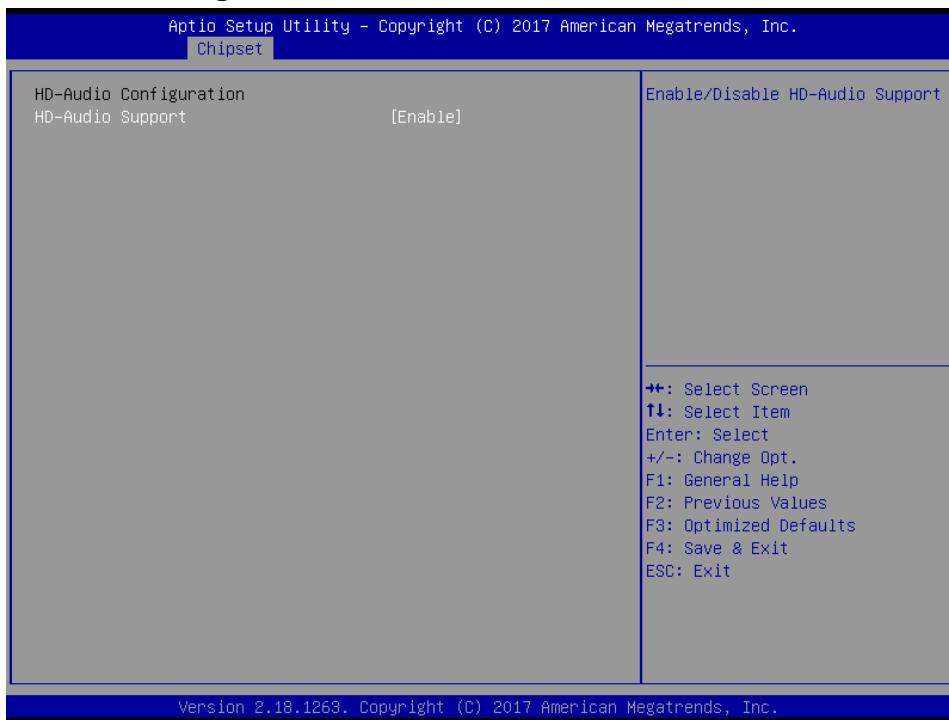 Aptio Setup Utility – Copyright (C) 2017 American Megatrends, Inc.
Chipset
HD-Audio Configuration
HD-Audio Support [Enable]
Enable/Disable HD-Audio Support
→←: Select Screen
↑↓: Select Item
Enter: Select
+/-: Change Opt.
F1: General Help
F2: Previous Values
F3: Optimized Defaults
F4: Save & Exit
ESC: Exit
Version 2.18.1263. Copyright (C) 2017 American Megatrends, Inc.